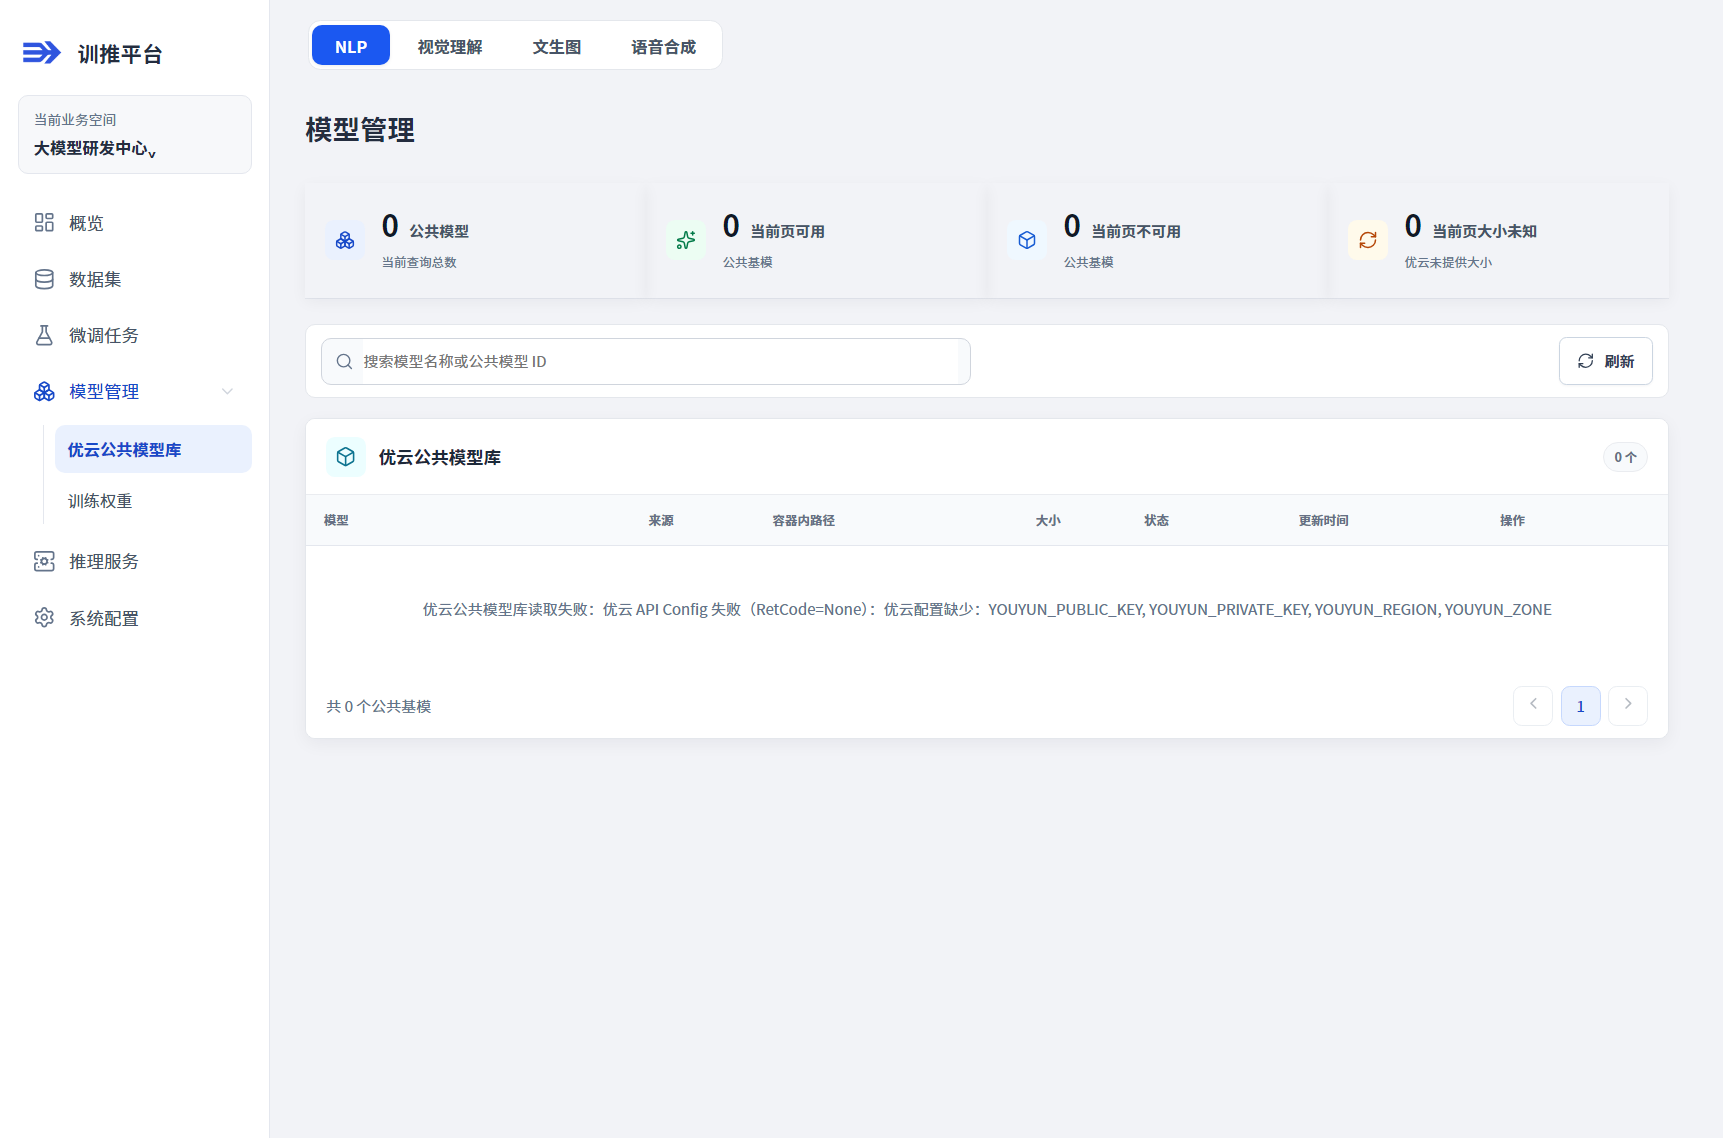 训推平台
当前业务空间
大模型研发中心
概览
数据集
微调任务
模型管理
优云公共模型库
训练权重
推理服务
系统配置
NLP 视觉理解 文生图 语音合成
模型管理
0 公共模型
当前查询总数
0 当前页可用
公共基模
0 当前页不可用
公共基模
0 当前页大小未知
优云未提供大小
搜索模型名称或公共模型 ID
刷新
优云公共模型库
0 个
模型 来源 容器内路径 大小 状态 更新时间 操作
优云公共模型库读取失败：优云 API Config 失败（RetCode=None）：优云配置缺少：YOUYUN_PUBLIC_KEY, YOUYUN_PRIVATE_KEY, YOUYUN_REGION, YOUYUN_ZONE
共 0 个公共基模
1